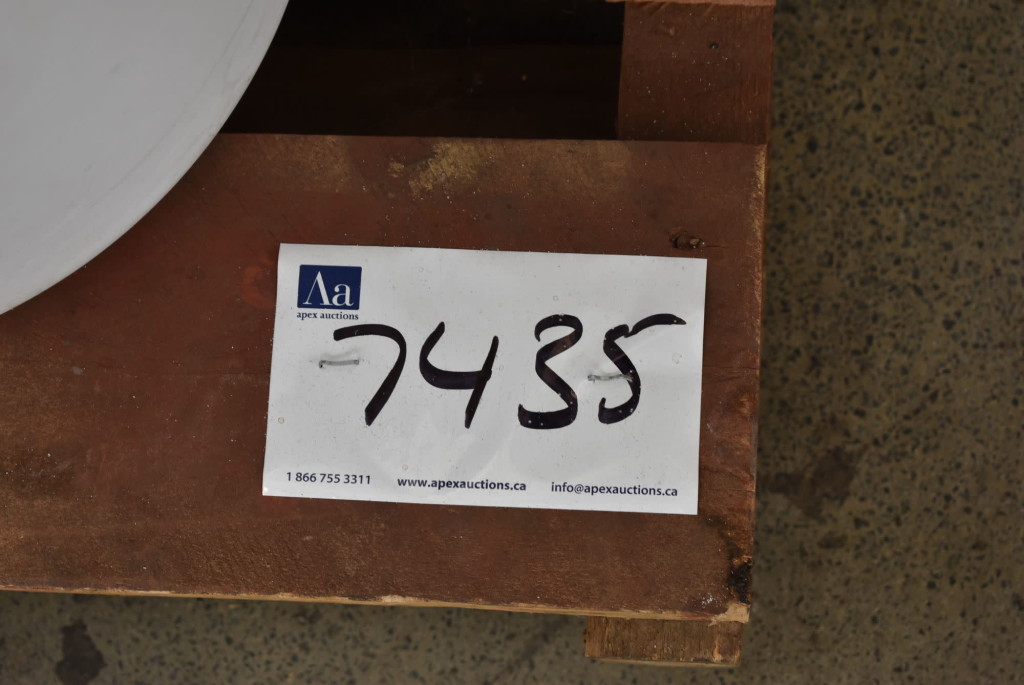 Aa
apex auctions
7435
1 866 755 3311 www.apexauctions.ca info@apexauctions.ca